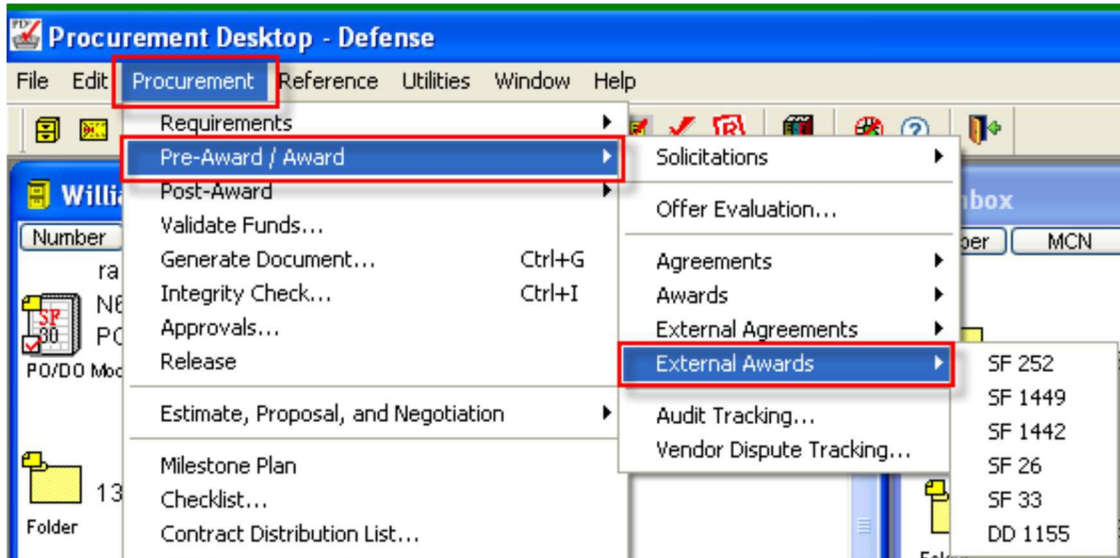 Procurement Desktop - Defense
File Edit Procurement Reference Utilities Window Help
Requirements
Pre-Award / Award
Post-Award
Validate Funds...
Generate Document... Ctrl+G
Integrity Check... Ctrl+I
Approvals...
Release
Estimate, Proposal, and Negotiation
Milestone Plan
Checklist...
Contract Distribution List...
Solicitations
Offer Evaluation...
Agreements
Awards
External Agreements
External Awards
Audit Tracking...
Vendor Dispute Tracking...
SF 252
SF 1449
SF 1442
SF 26
SF 33
DD 1155
Number
SF
30
PO/DO Mod
13
Folder
MCN